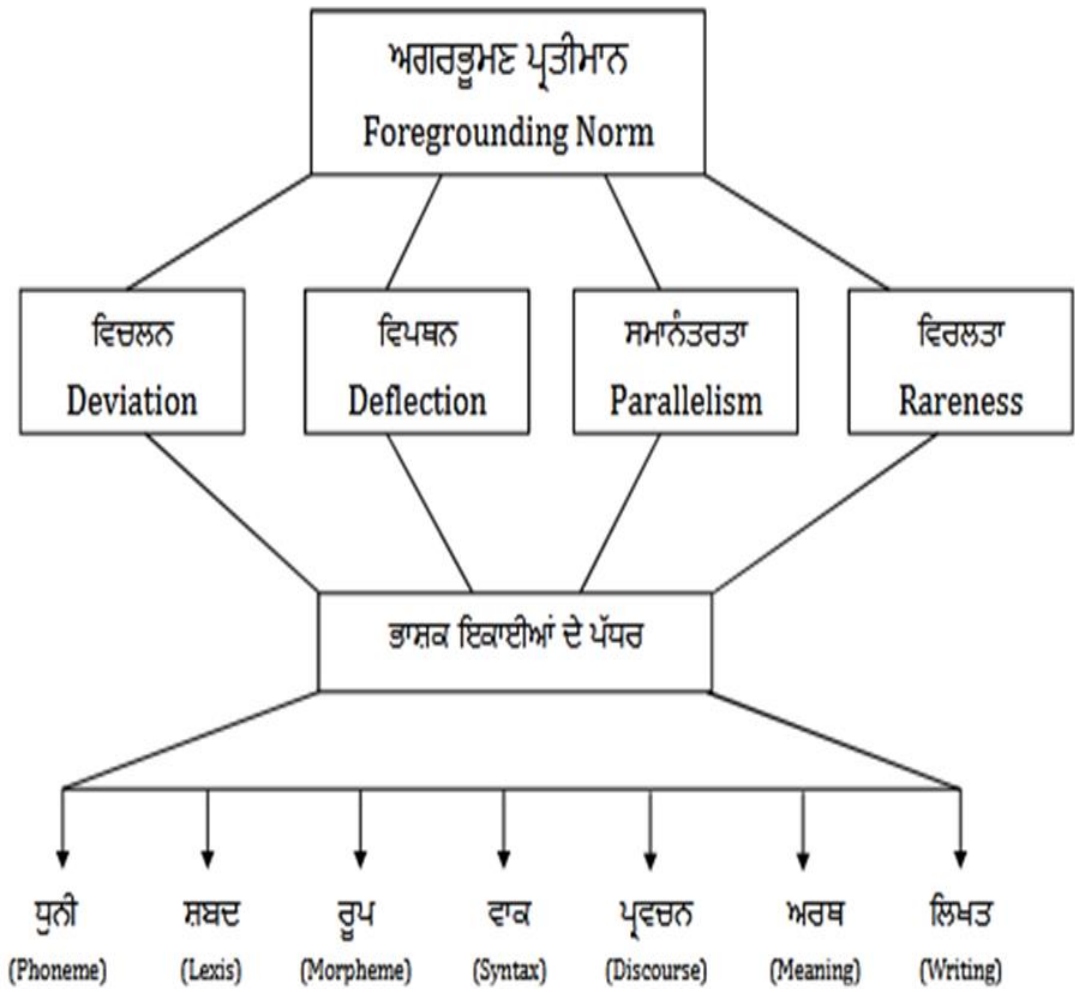 ਅਗਰਭੂਮਣ ਪ੍ਰਤੀਮਾਨ
Foregrounding Norm
ਵਿਚਲਨ
Deviation
ਵਿਪਥਨ
Deflection
ਸਮਾਨੰਤਰਤਾ
Parallelism
ਵਿਰਲਤਾ
Rareness
ਭਾਸ਼ਕ ਇਕਾਈਆਂ ਦੇ ਪੱਧਰ
ਧੁਨੀ
(Phoneme)
ਸ਼ਬਦ
(Lexis)
ਰੂਪ
(Morpheme)
ਵਾਕ
(Syntax)
ਪ੍ਰਵਚਨ
(Discourse)
ਅਰਥ
(Meaning)
ਲਿਖਤ
(Writing)